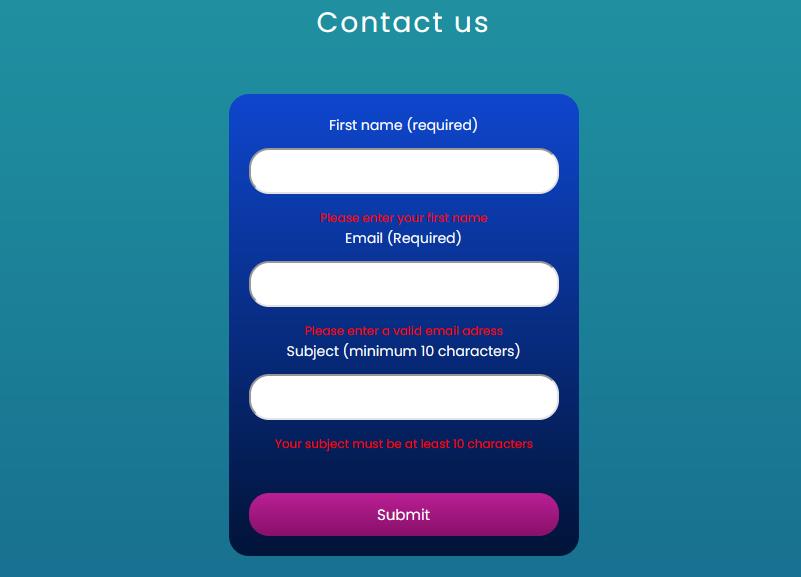 Contact us
First name (required)
Please enter your first name
Email (Required)
Please enter a valid email adress
Subject (minimum 10 characters)
Your subject must be at least 10 characters
Submit